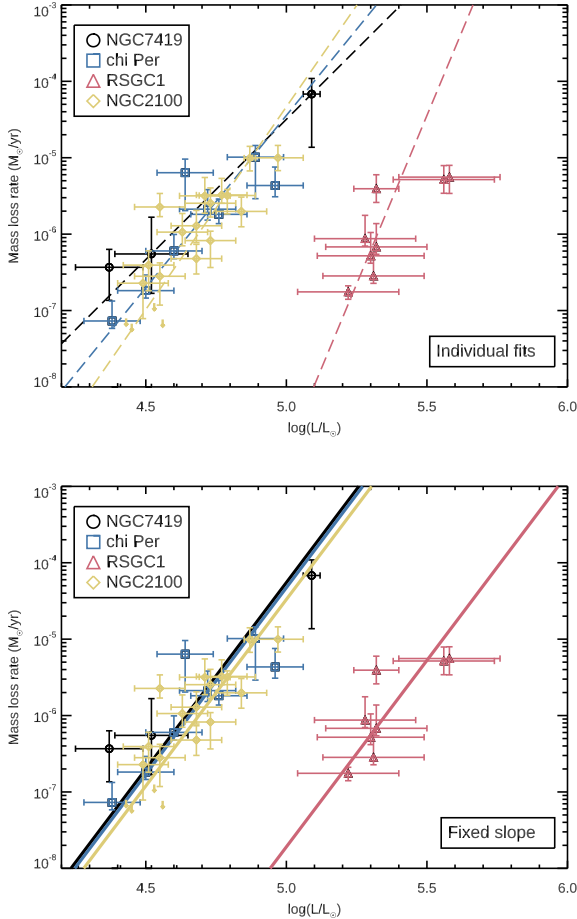 10^-3
10^-4
10^-5
10^-6
10^-7
10^-8
Mass loss rate (M☉/yr)
NGC7419
chi Per
RSGC1
NGC2100
Individual fits
4.5 5.0 5.5 6.0
log(L/L☉)
10^-3
10^-4
10^-5
10^-6
10^-7
10^-8
Mass loss rate (M☉/yr)
NGC7419
chi Per
RSGC1
NGC2100
Fixed slope
4.5 5.0 5.5 6.0
log(L/L☉)